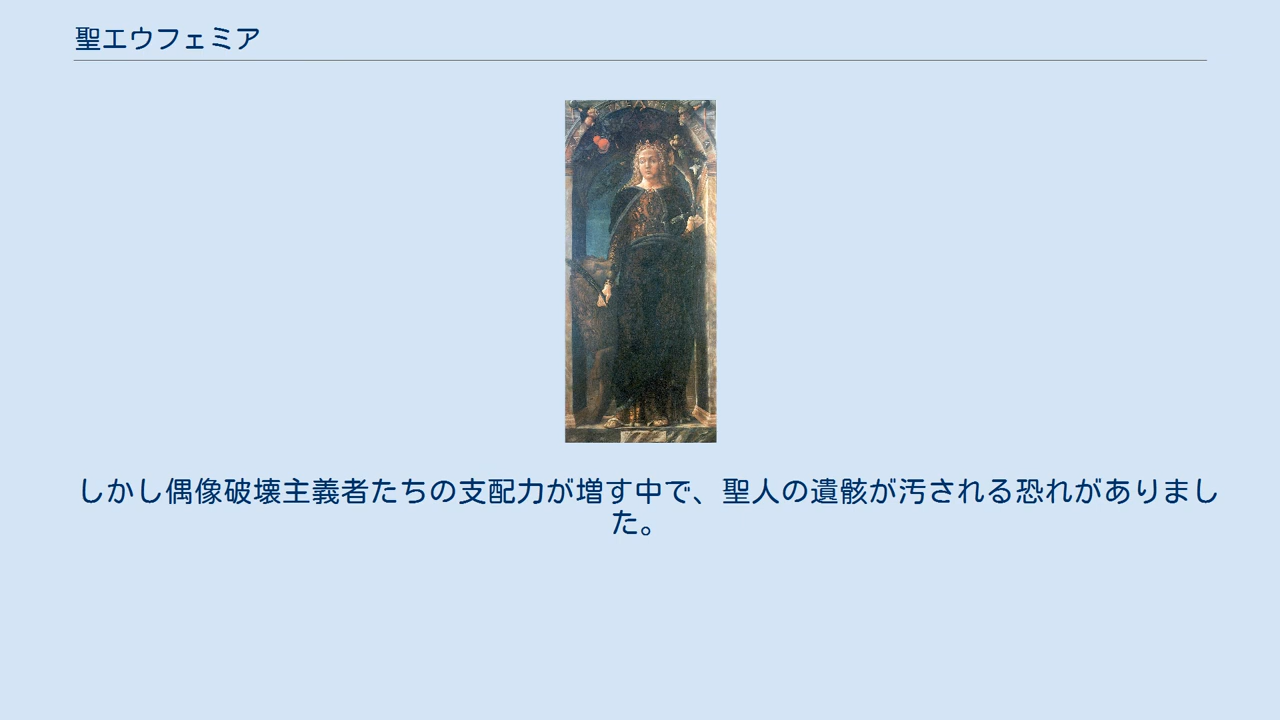 聖エウフェミア
しかし偶像破壊主義者たちの支配力が増す中で、聖人の遺骸が汚される恐れがありまし
た。